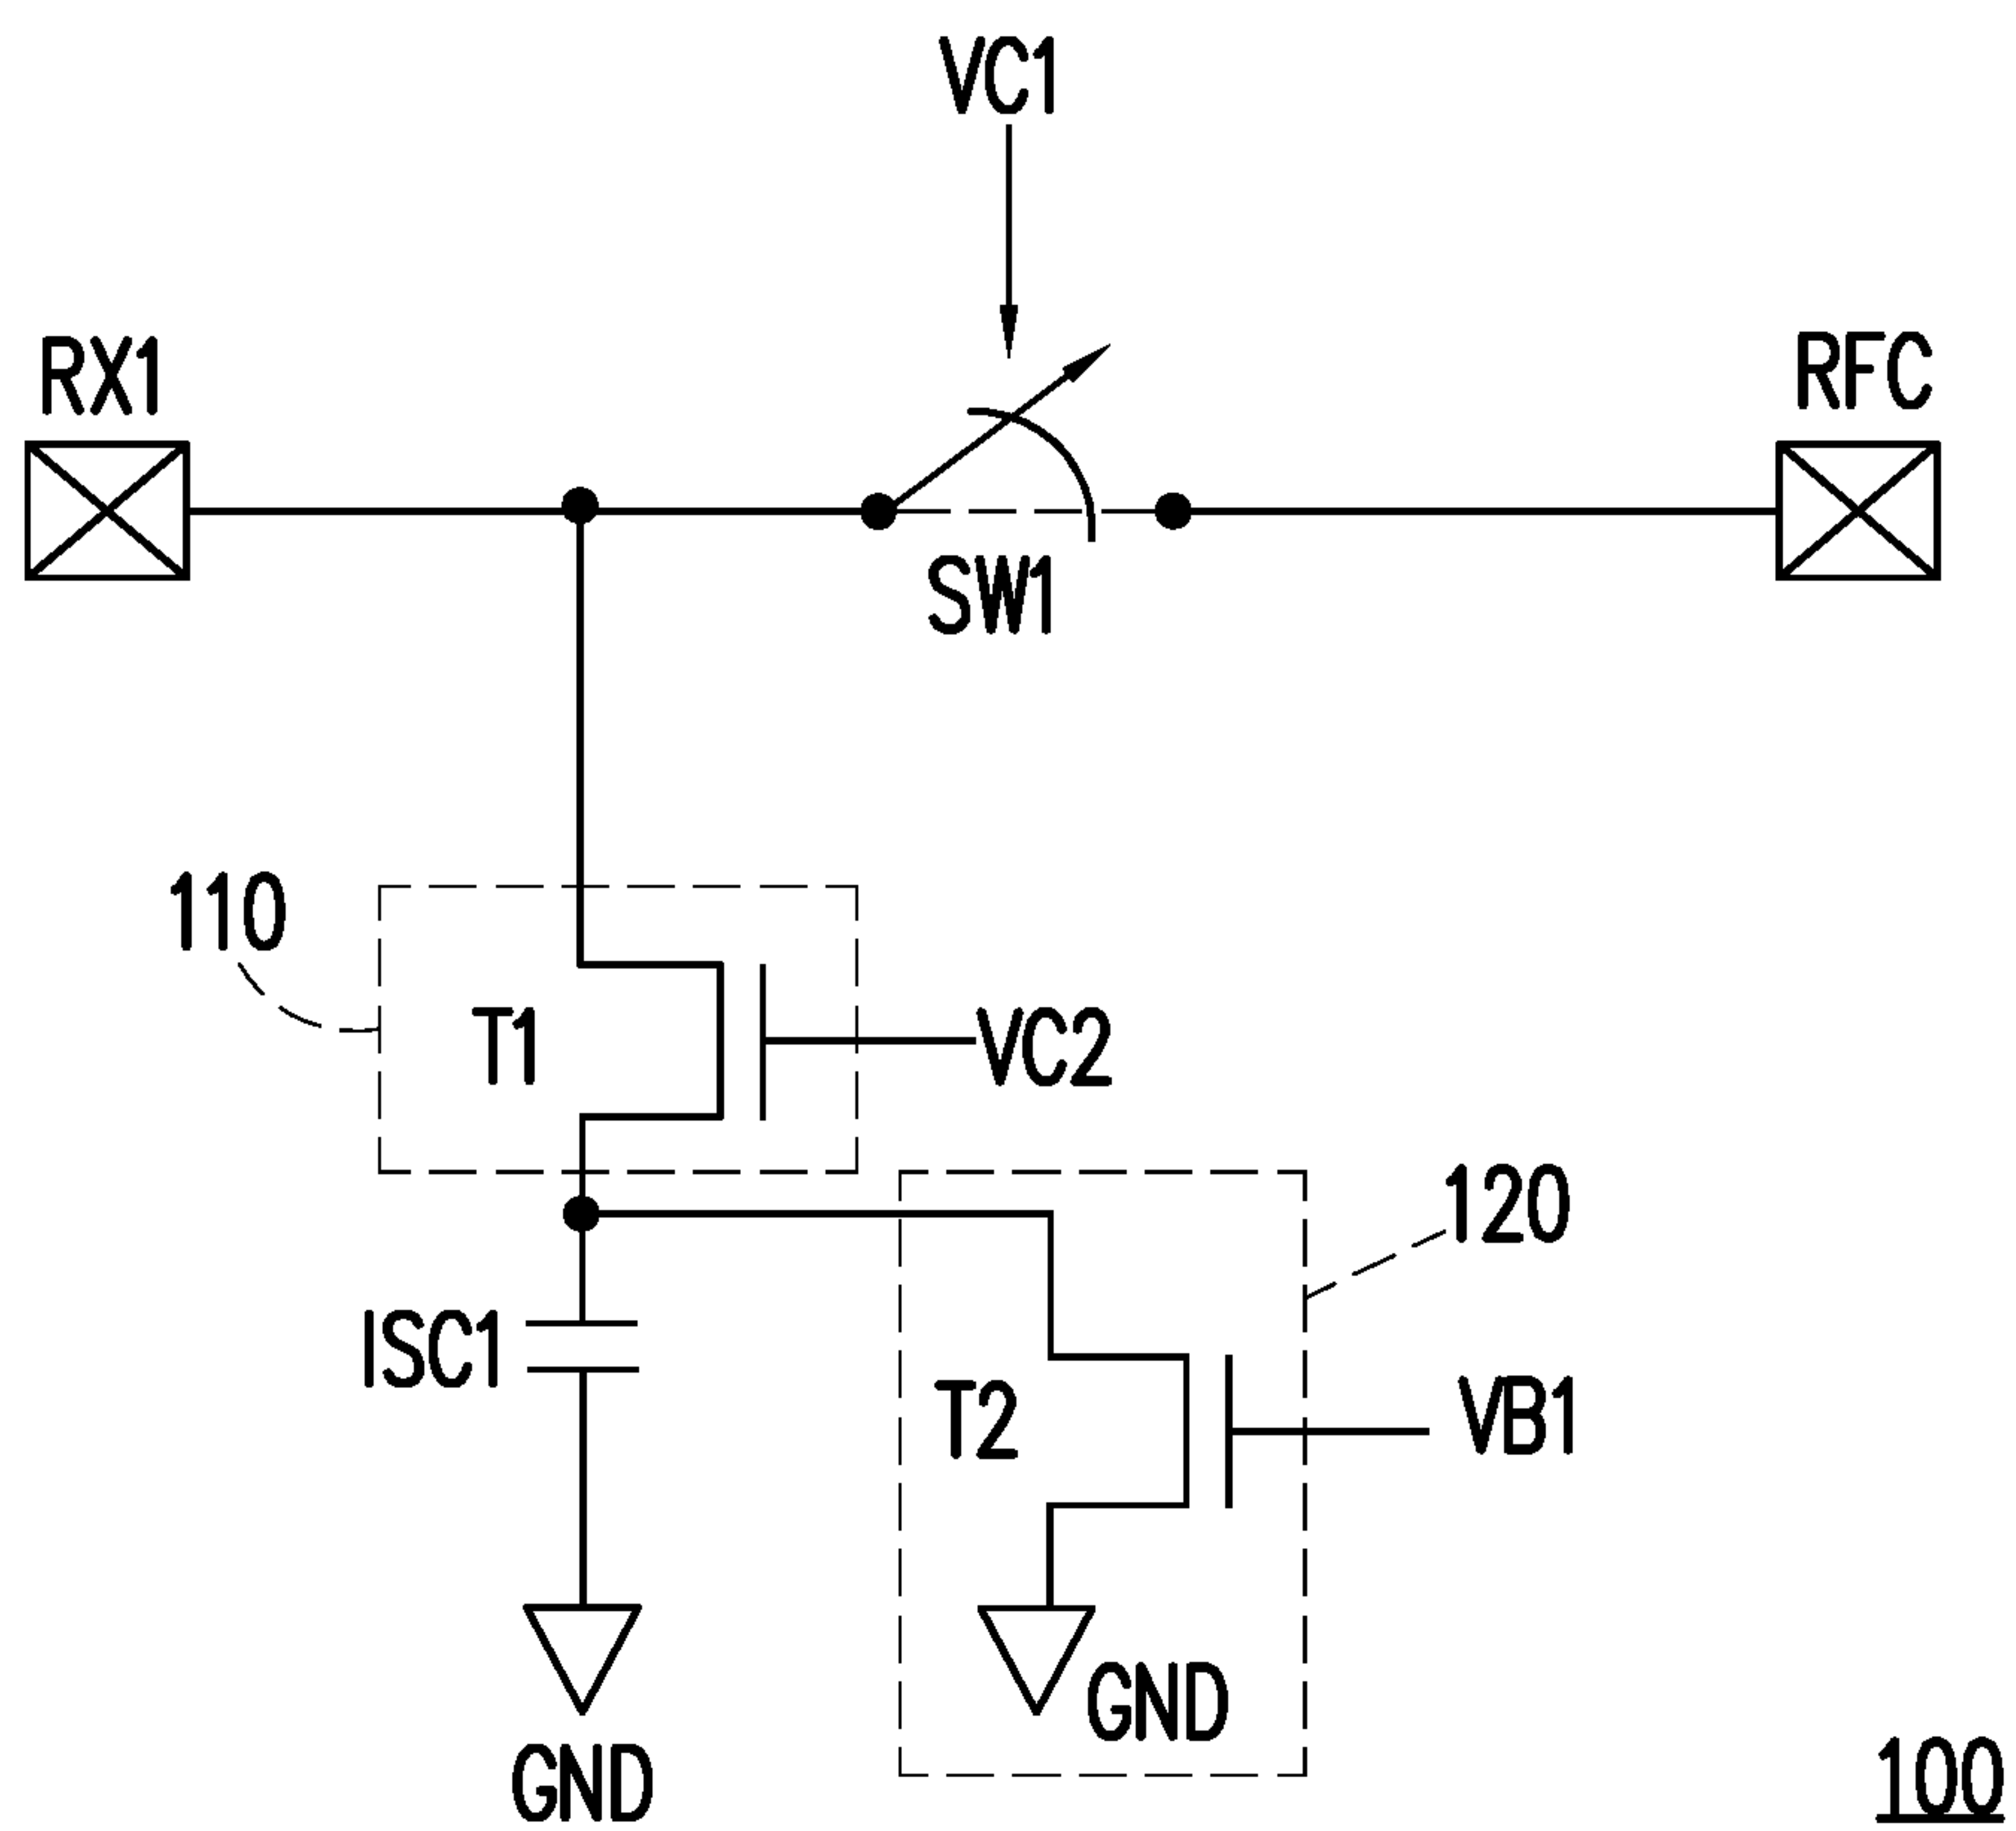 VC1
RX1
RFC
SW1
110
T1
VC2
120
ISC1
T2
VB1
GND
GND
100